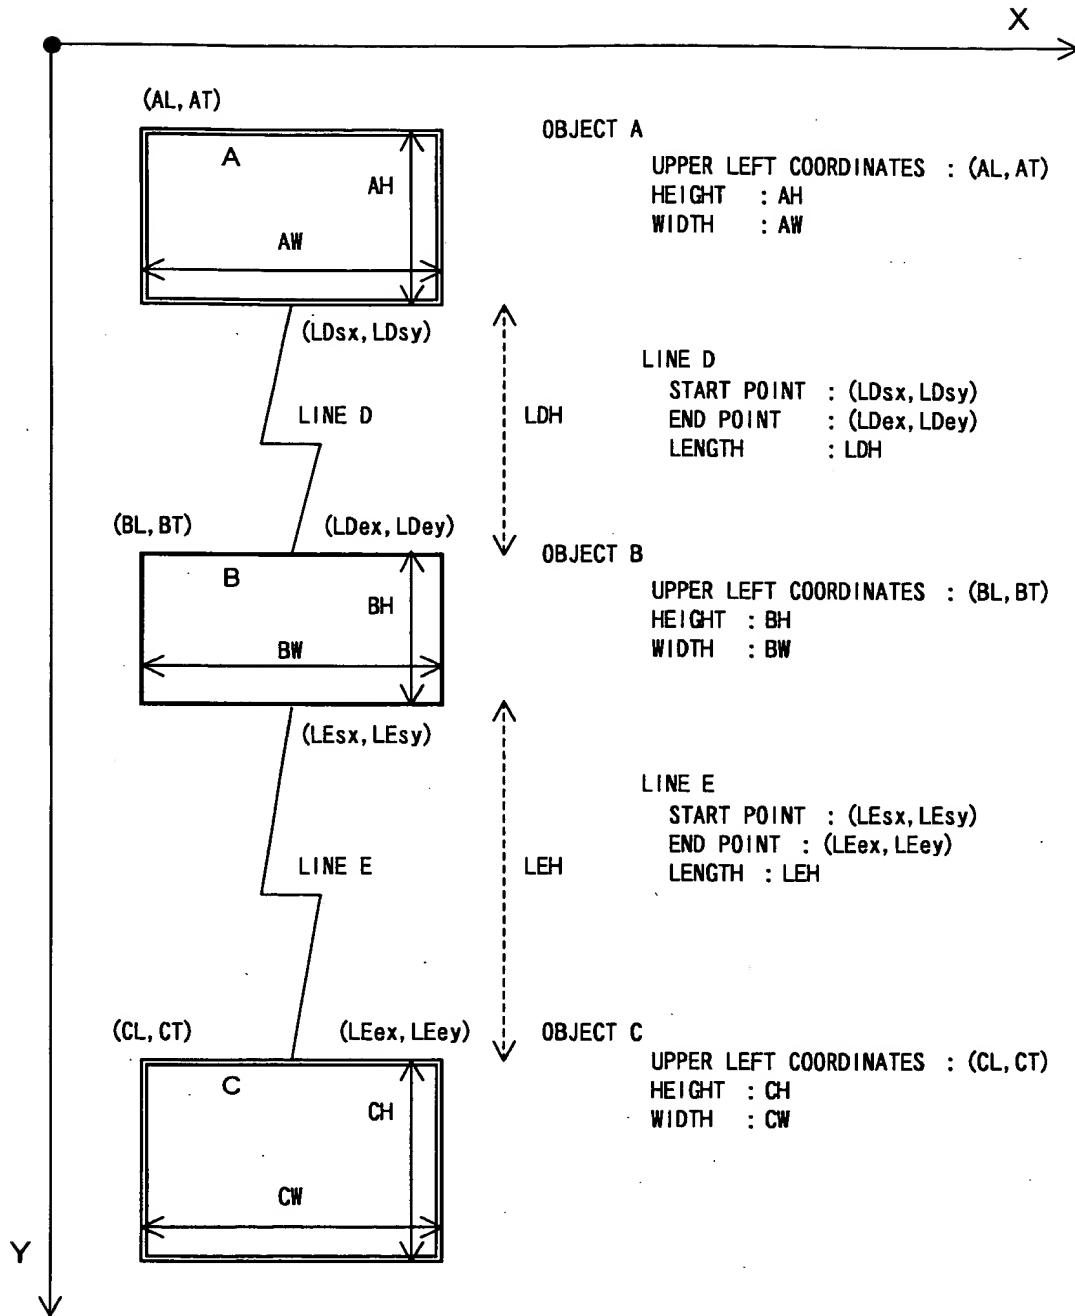 X
(AL, AT)
A
AH
AW
OBJECT A
UPPER LEFT COORDINATES : (AL, AT)
HEIGHT : AH
WIDTH : AW
(LDsx, LDsy)
LINE D
LDH
LINE D
START POINT : (LDsx, LDsy)
END POINT : (LDex, LDey)
LENGTH : LDH
(BL, BT)
(LDex, LDey)
B
BH
BW
OBJECT B
UPPER LEFT COORDINATES : (BL, BT)
HEIGHT : BH
WIDTH : BW
(LEsx, LEsy)
LINE E
LEH
LINE E
START POINT : (LEsx, LEsy)
END POINT : (LEex, LEey)
LENGTH : LEH
(CL, CT)
(LEex, LEey)
C
CH
CW
OBJECT C
UPPER LEFT COORDINATES : (CL, CT)
HEIGHT : CH
WIDTH : CW
Y